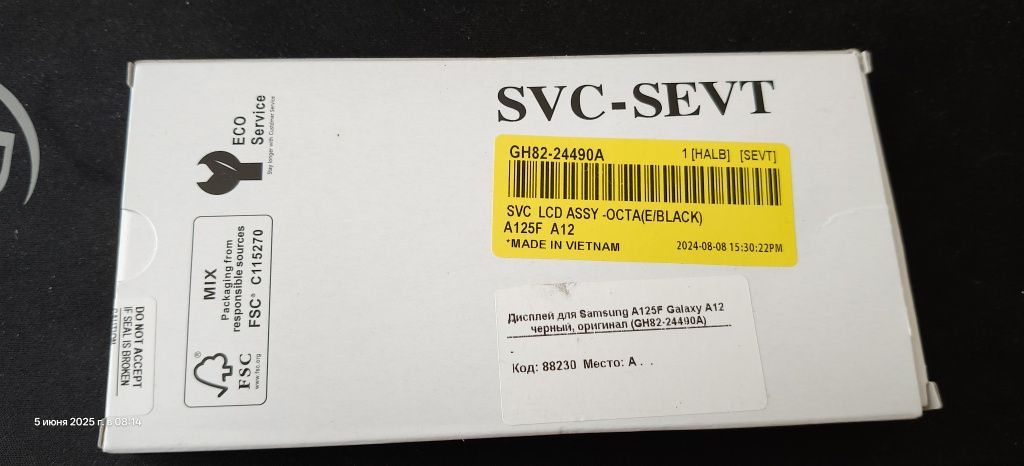 SVC-SEVT
GH82-24490A 1 [HALB] [SEVT]
SVC LCD ASSY -OCTA(E/BLACK)
A125F A12
*MADE IN VIETNAM 2024-08-08 15:30:22PM
Дисплей для Samsung A125F Galaxy A12
черный, оригинал (GH82-24490A)
-
Код: 88230 Место: A . .
ECO
Service
Stay longer with Customer Service
MIX
Packaging from
responsible sources
FSC® C115270
®
FSC
www.fsc.org
DO NOT ACCEPT
IF SEAL IS BROKEN
CAUTION
5 июня 2025 г. в 08:14